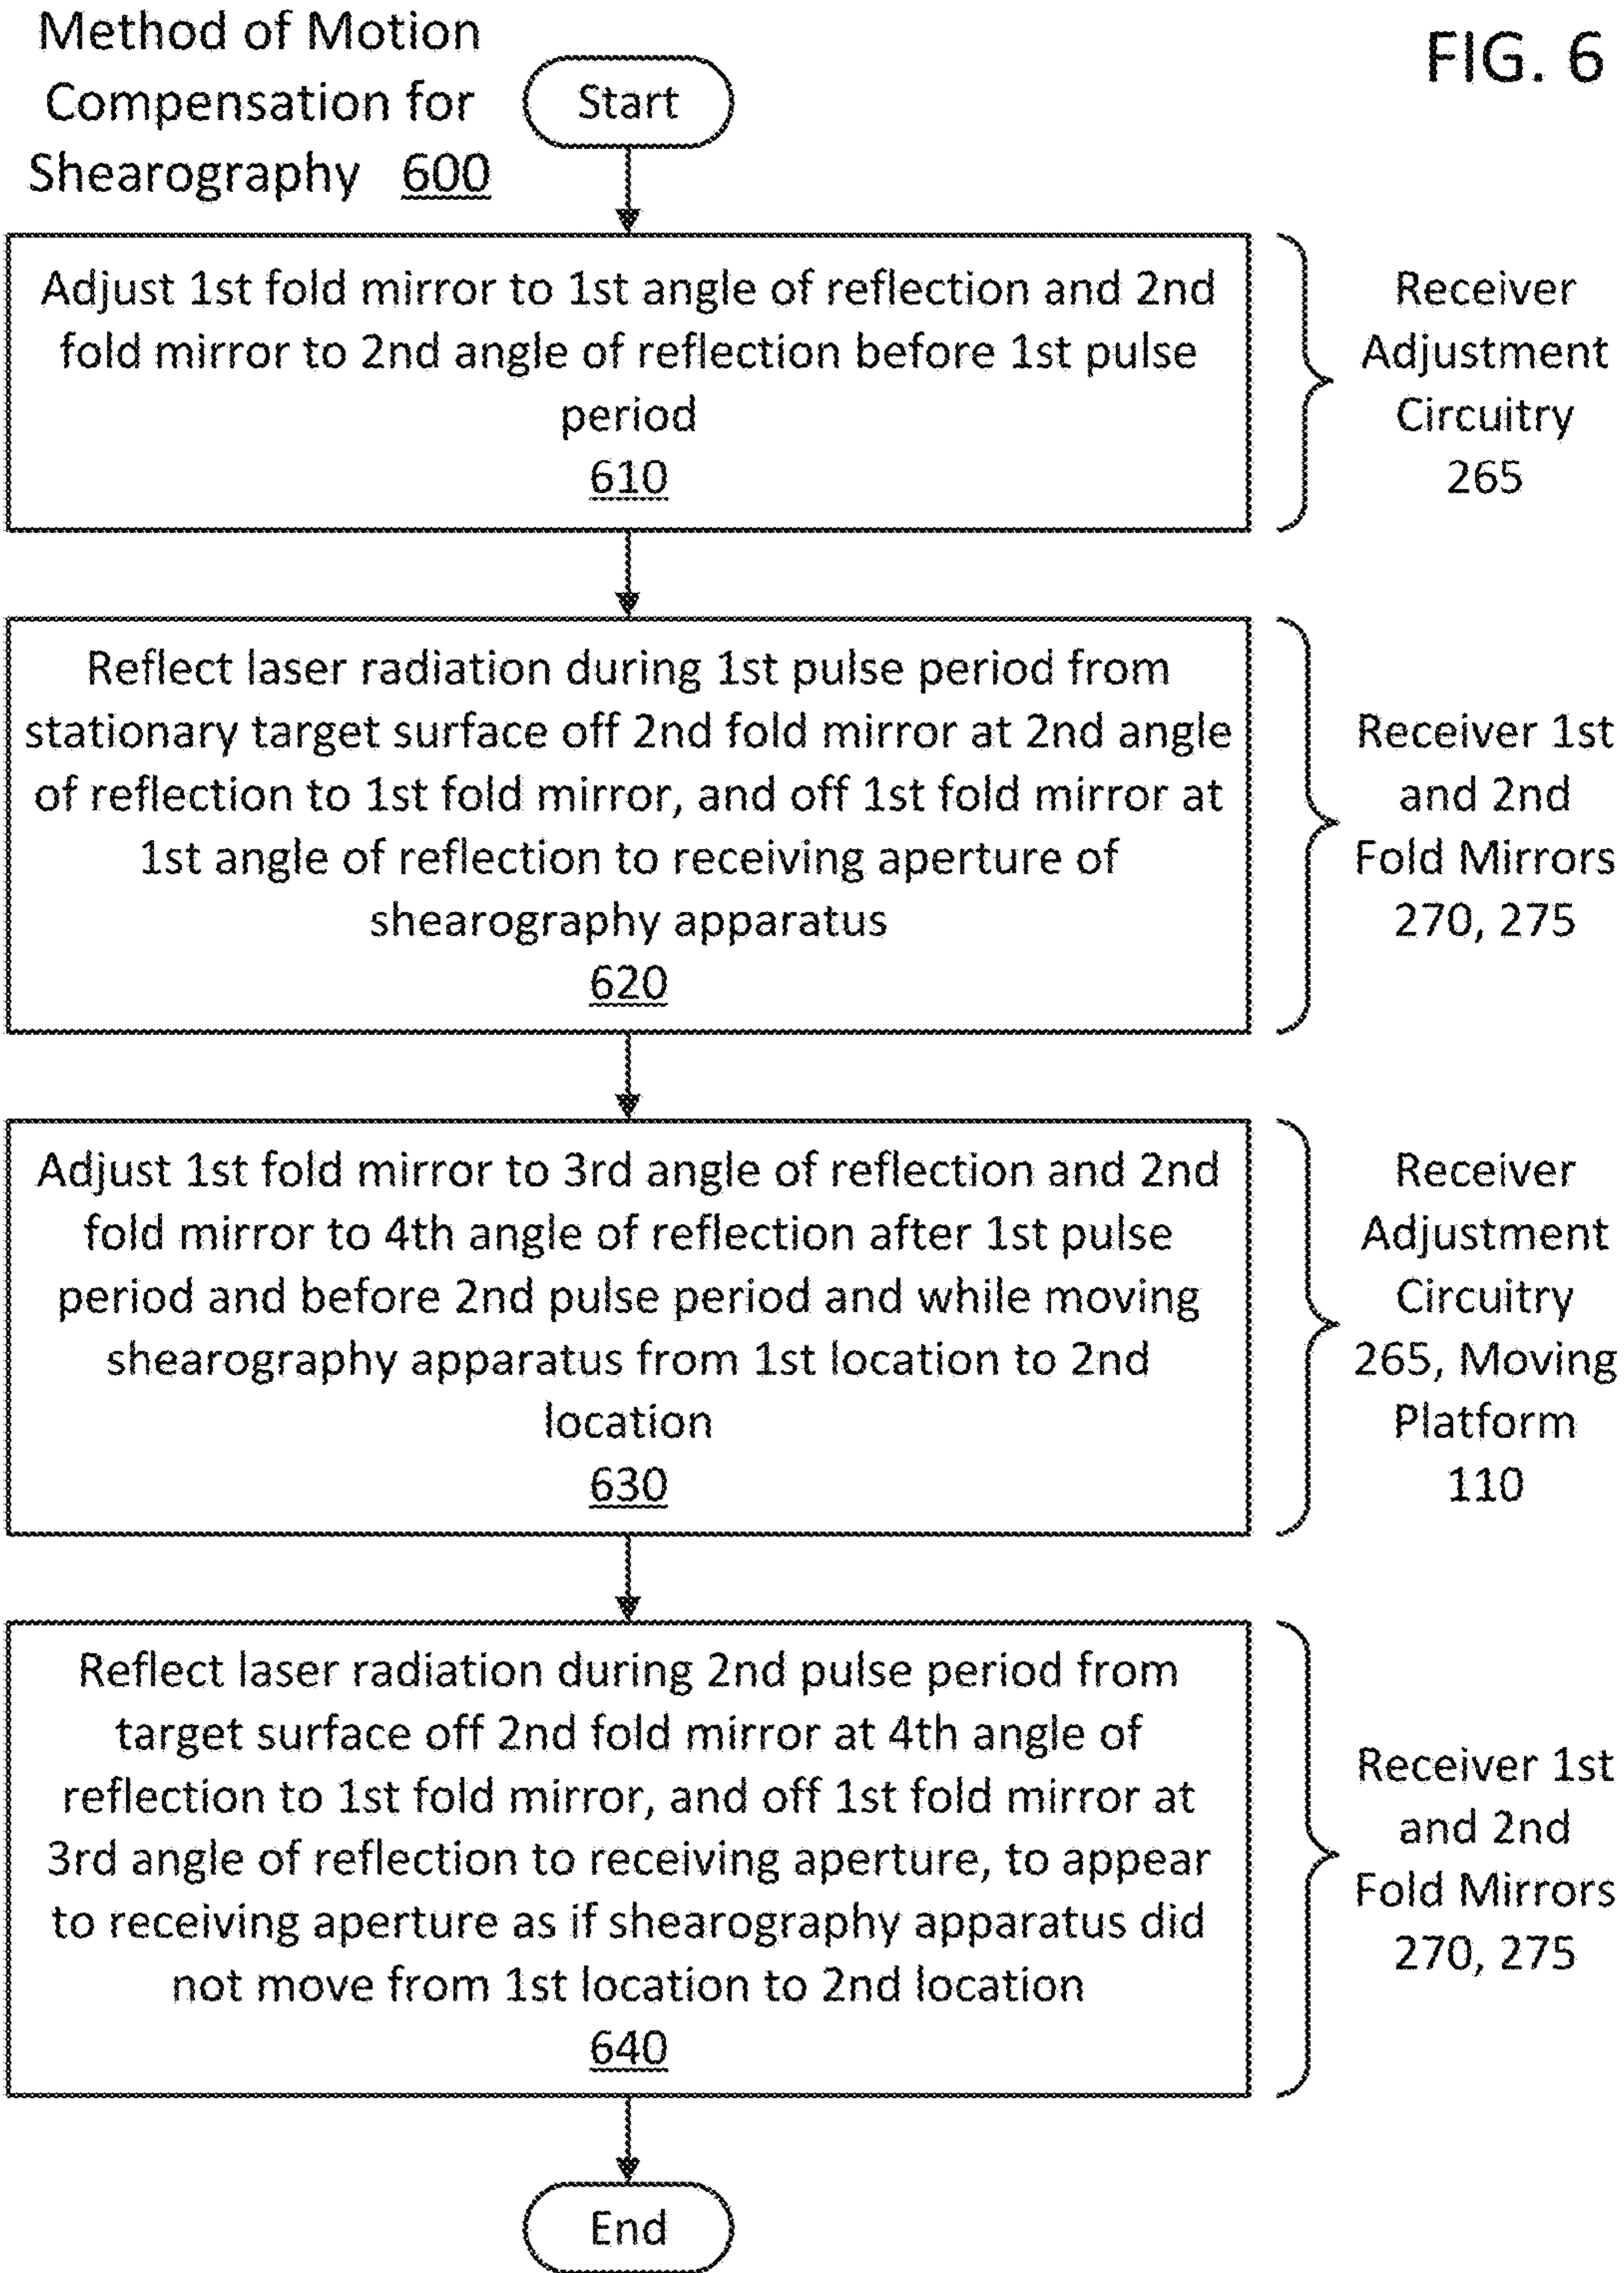 Method of Motion
Compensation for
Shearography 600
FIG. 6
Start
Adjust 1st fold mirror to 1st angle of reflection and 2nd
fold mirror to 2nd angle of reflection before 1st pulse
period
610
Receiver
Adjustment
Circuitry
265
Reflect laser radiation during 1st pulse period from
stationary target surface off 2nd fold mirror at 2nd angle
of reflection to 1st fold mirror, and off 1st fold mirror at
1st angle of reflection to receiving aperture of
shearography apparatus
620
Receiver 1st
and 2nd
Fold Mirrors
270, 275
Adjust 1st fold mirror to 3rd angle of reflection and 2nd
fold mirror to 4th angle of reflection after 1st pulse
period and before 2nd pulse period and while moving
shearography apparatus from 1st location to 2nd
location
630
Receiver
Adjustment
Circuitry
265, Moving
Platform
110
Reflect laser radiation during 2nd pulse period from
target surface off 2nd fold mirror at 4th angle of
reflection to 1st fold mirror, and off 1st fold mirror at
3rd angle of reflection to receiving aperture, to appear
to receiving aperture as if shearography apparatus did
not move from 1st location to 2nd location
640
Receiver 1st
and 2nd
Fold Mirrors
270, 275
End